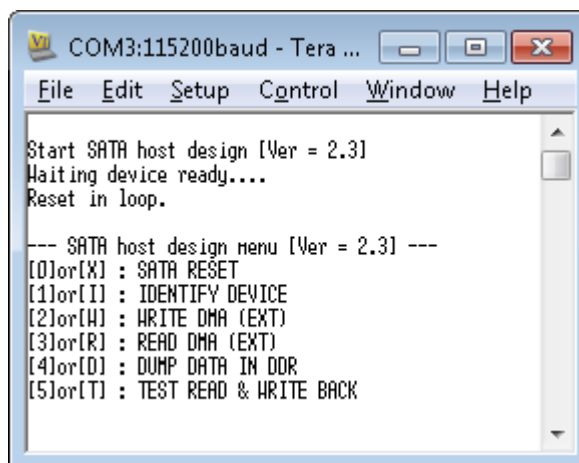 COM3:115200baud - Tera ...
File Edit Setup Control Window Help
Start SATA host design [Ver = 2.3]
Waiting device ready....
Reset in loop.
--- SATA host design menu [Ver = 2.3] ---
[0]or[X] : SATA RESET
[1]or[I] : IDENTIFY DEVICE
[2]or[W] : WRITE DMA (EXT)
[3]or[R] : READ DMA (EXT)
[4]or[D] : DUMP DATA IN DDR
[5]or[T] : TEST READ & WRITE BACK